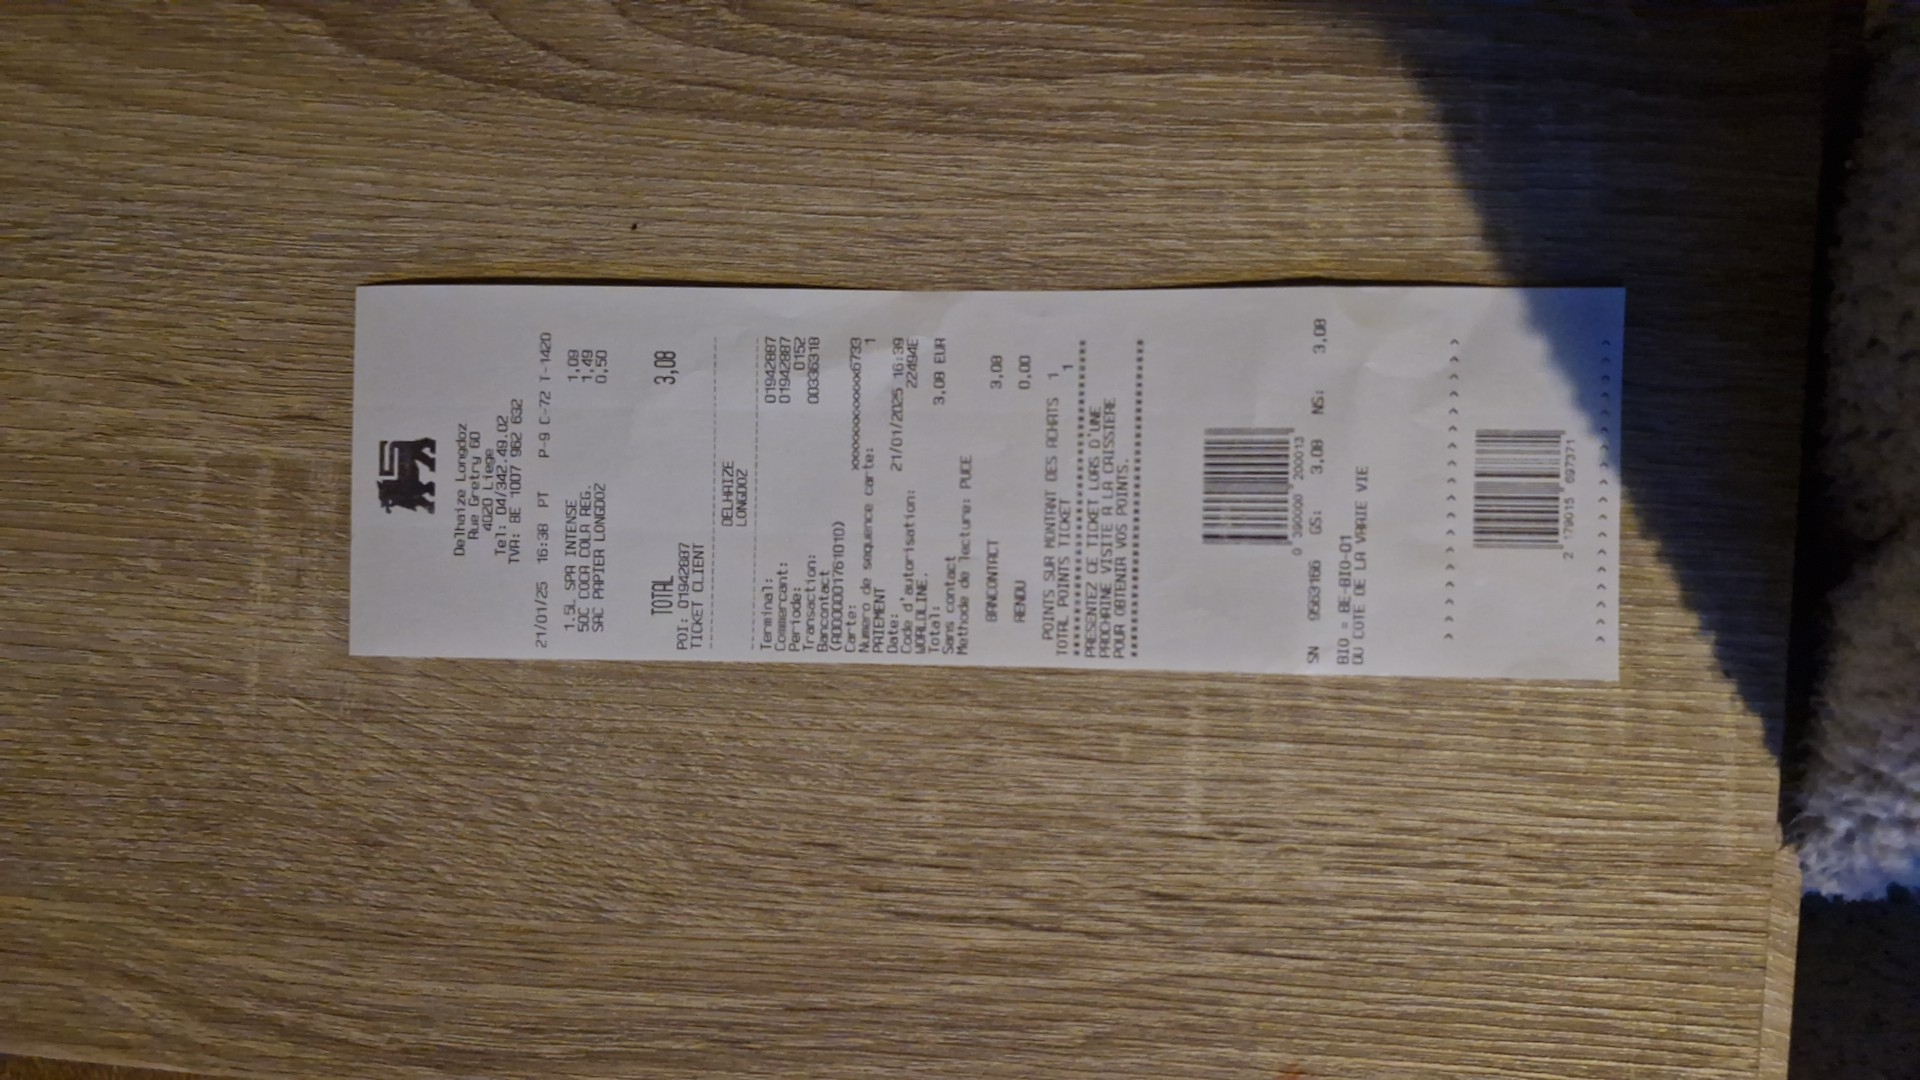 Delhaize Longdoz
Rue Gretry 60
4020 Liege
Tel: 04/342.49.02
TVA: BE 1007 962 632
21/01/25 16:38 PT P-9 C-72 T-1420
1.5L SPA INTENSE 1,09
50C COCA COLA REG. 1,49
SAC PAPIER LONGDOZ 0,50
TOTAL 3,08
POI: 01942887
TICKET CLIENT
DELHAIZE
LONGDOZ
Terminal: 01942887
Commercant: 01942887
Periode: 0152
Transaction: 00336318
Bancontact
(A0000001761010)
Carte: xxxxxxxxxxxxx6733
Numero de sequence carte: 1
PAIEMENT
Date: 21/01/2025 16:39
Code d'autorisation: 22494E
WORLDLINE.
Total: 3,08 EUR
Sans contact
Methode de lecture: PUCE
BANCONTACT 3,08
RENDU 0,00
POINTS SUR MONTANT DES ACHATS 1
TOTAL POINTS TICKET 1
PRESENTEZ CE TICKET LORS D'UNE
PROCHAINE VISITE A LA CAISSIERE
POUR OBTENIR VOS POINTS.
0 390000 200013
SN 9563186 GS: 3,08 NS: 3,08
BIO = BE-BIO-01
DU COTE DE LA VRAIE VIE
2 179015 697371